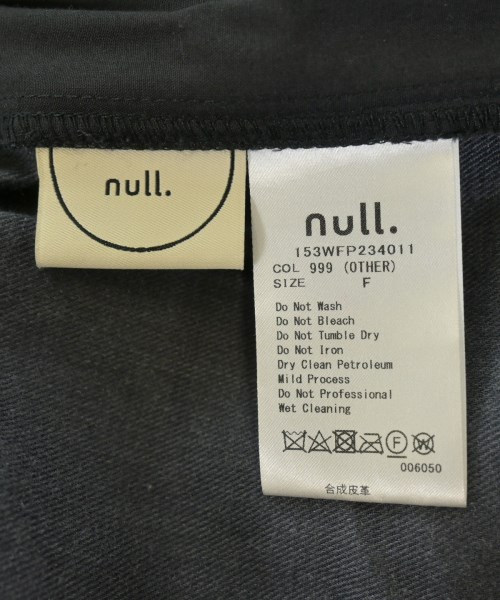 null.
null.
153WFP234011
COL 999 (OTHER)
SIZE F
Do Not Wash
Do Not Bleach
Do Not Tumble Dry
Do Not Iron
Dry Clean Petroleum
Mild Process
Do Not Professional
Wet Cleaning
F W
006050
合成皮革